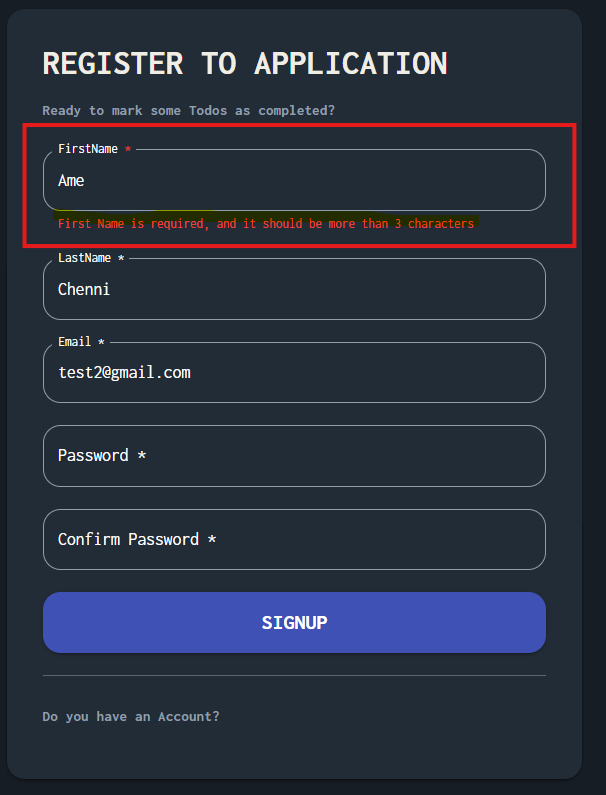 REGISTER TO APPLICATION
Ready to mark some Todos as completed?
FirstName *
Ame
First Name is required, and it should be more than 3 characters
LastName *
Chenni
Email *
test2@gmail.com
Password *
Confirm Password *
SIGNUP
Do you have an Account?